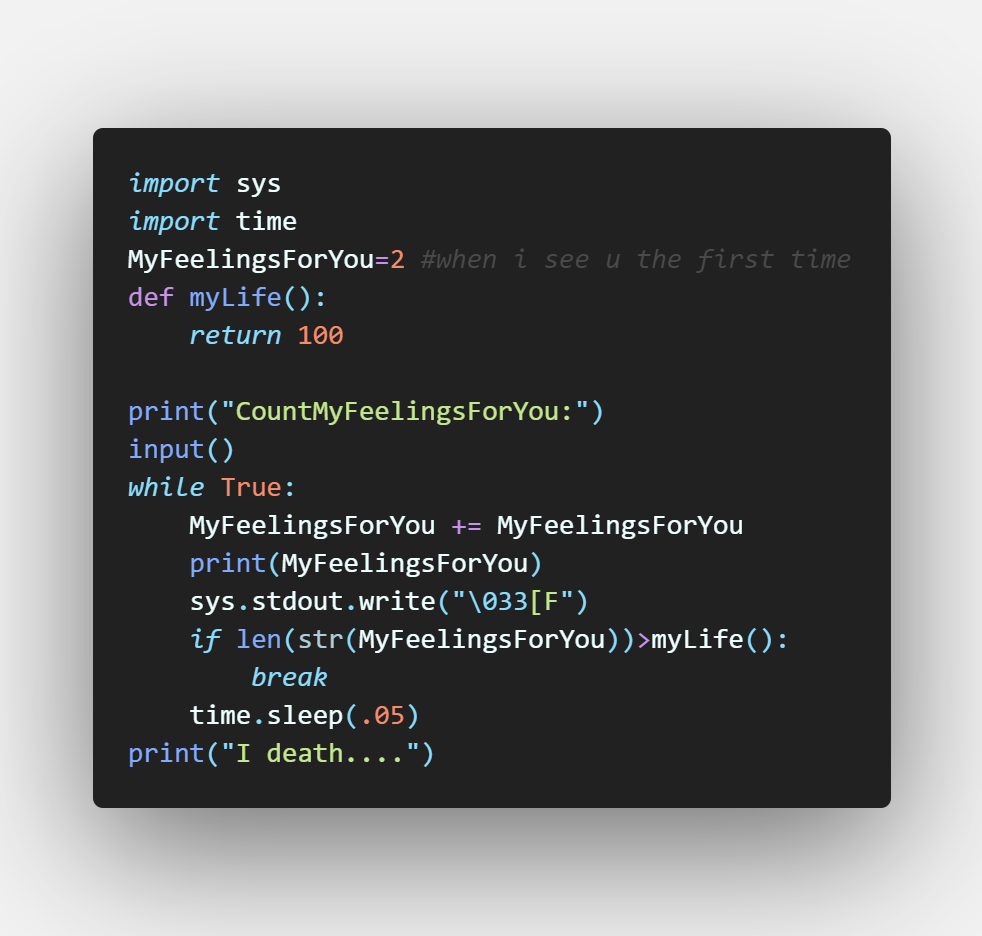 import sys
import time
MyFeelingsForYou=2 #when i see u the first time
def myLife():
    return 100

print("CountMyFeelingsForYou:")
input()
while True:
    MyFeelingsForYou += MyFeelingsForYou
    print(MyFeelingsForYou)
    sys.stdout.write("\033[F")
    if len(str(MyFeelingsForYou))>myLife():
        break
    time.sleep(.05)
print("I death....")